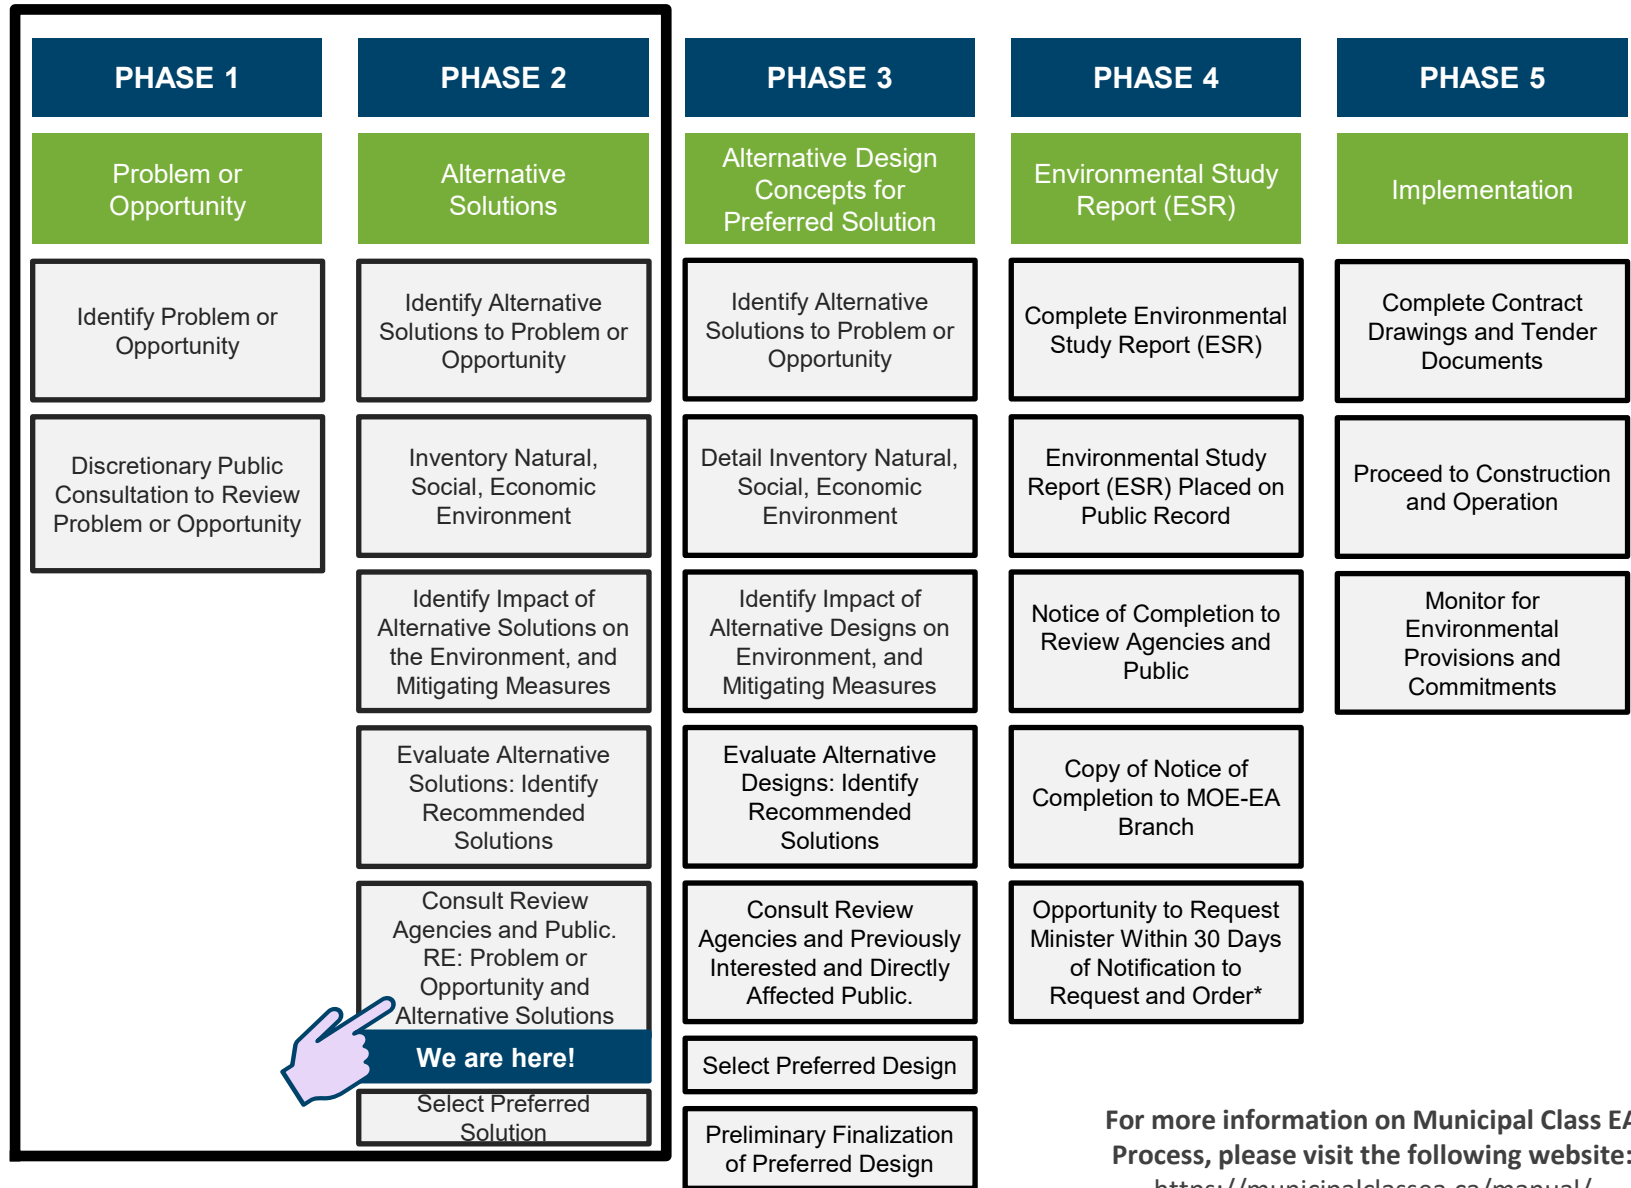 PHASE 1
Problem or
Opportunity
Identify Problem or
Opportunity
Discretionary Public
Consultation to Review
Problem or Opportunity
PHASE 2
Alternative
Solutions
Identify Alternative
Solutions to Problem or
Opportunity
Inventory Natural,
Social, Economic
Environment
Identify Impact of
Alternative Solutions on
the Environment, and
Mitigating Measures
Evaluate Alternative
Solutions: Identify
Recommended
Solutions
Consult Review
Agencies and Public.
RE: Problem or
Opportunity and
Alternative Solutions
We are here!
Select Preferred
Solution
PHASE 3
Alternative Design
Concepts for
Preferred Solution
Identify Alternative
Solutions to Problem or
Opportunity
Detail Inventory Natural,
Social, Economic
Environment
Identify Impact of
Alternative Designs on
Environment, and
Mitigating Measures
Evaluate Alternative
Designs: Identify
Recommended
Solutions
Consult Review
Agencies and Previously
Interested and Directly
Affected Public.
Select Preferred Design
Preliminary Finalization
of Preferred Design
PHASE 4
Environmental Study
Report (ESR)
Complete Environmental
Study Report (ESR)
Environmental Study
Report (ESR) Placed on
Public Record
Notice of Completion to
Review Agencies and
Public
Copy of Notice of
Completion to MOE-EA
Branch
Opportunity to Request
Minister Within 30 Days
of Notification to
Request and Order*
PHASE 5
Implementation
Complete Contract
Drawings and Tender
Documents
Proceed to Construction
and Operation
Monitor for
Environmental
Provisions and
Commitments
For more information on Municipal Class EA
Process, please visit the following website:
https://municipalclassea.ca/manual/